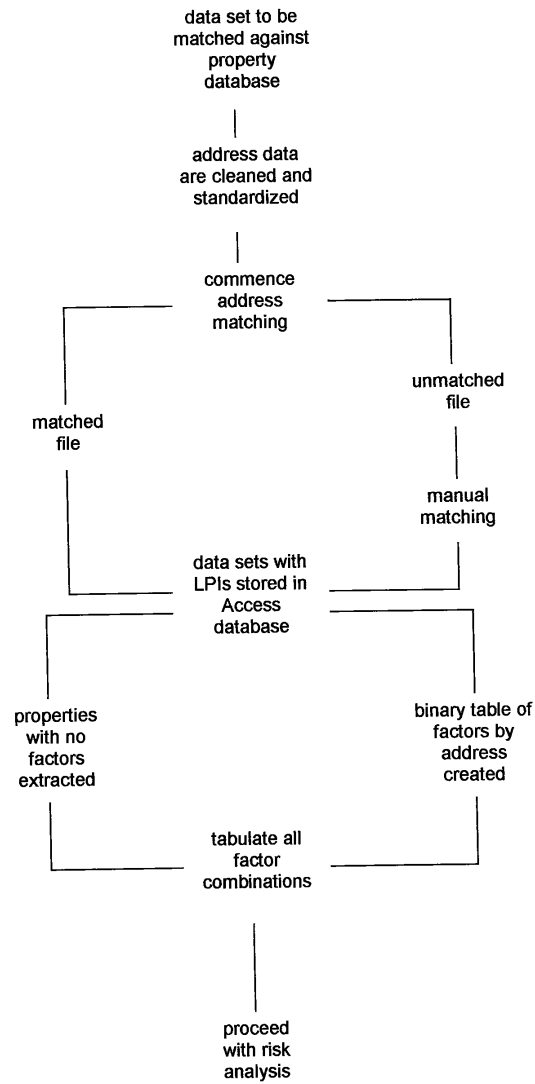 data set to be
matched against
property
database
address data
are cleaned and
standardized
commence
address
matching
matched
file
unmatched
file
manual
matching
data sets with
LPIs stored in
Access
database
properties
with no
factors
extracted
binary table of
factors by
address
created
tabulate all
factor
combinations
proceed
with risk
analysis